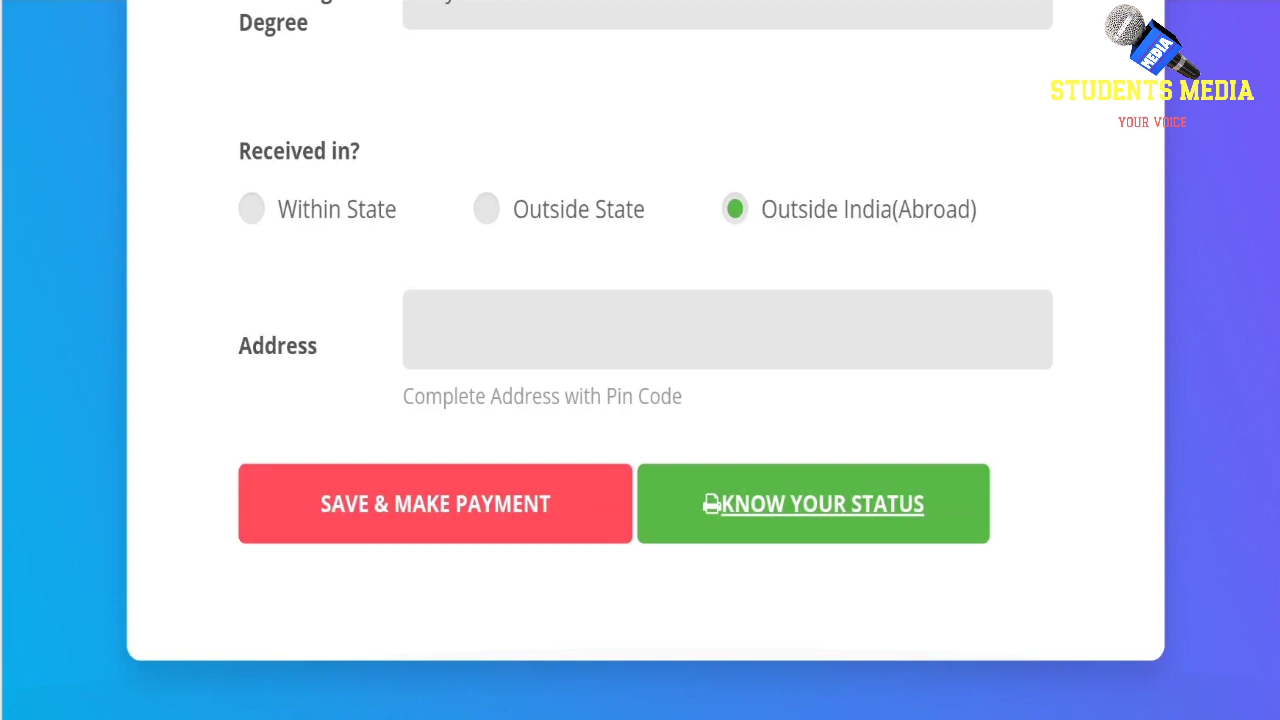 Degree
MEDIA
STUDENTS MEDIA
YOUR VOICE
Received in?
Within State
Outside State
Outside India(Abroad)
Address
Complete Address with Pin Code
SAVE & MAKE PAYMENT
KNOW YOUR STATUS